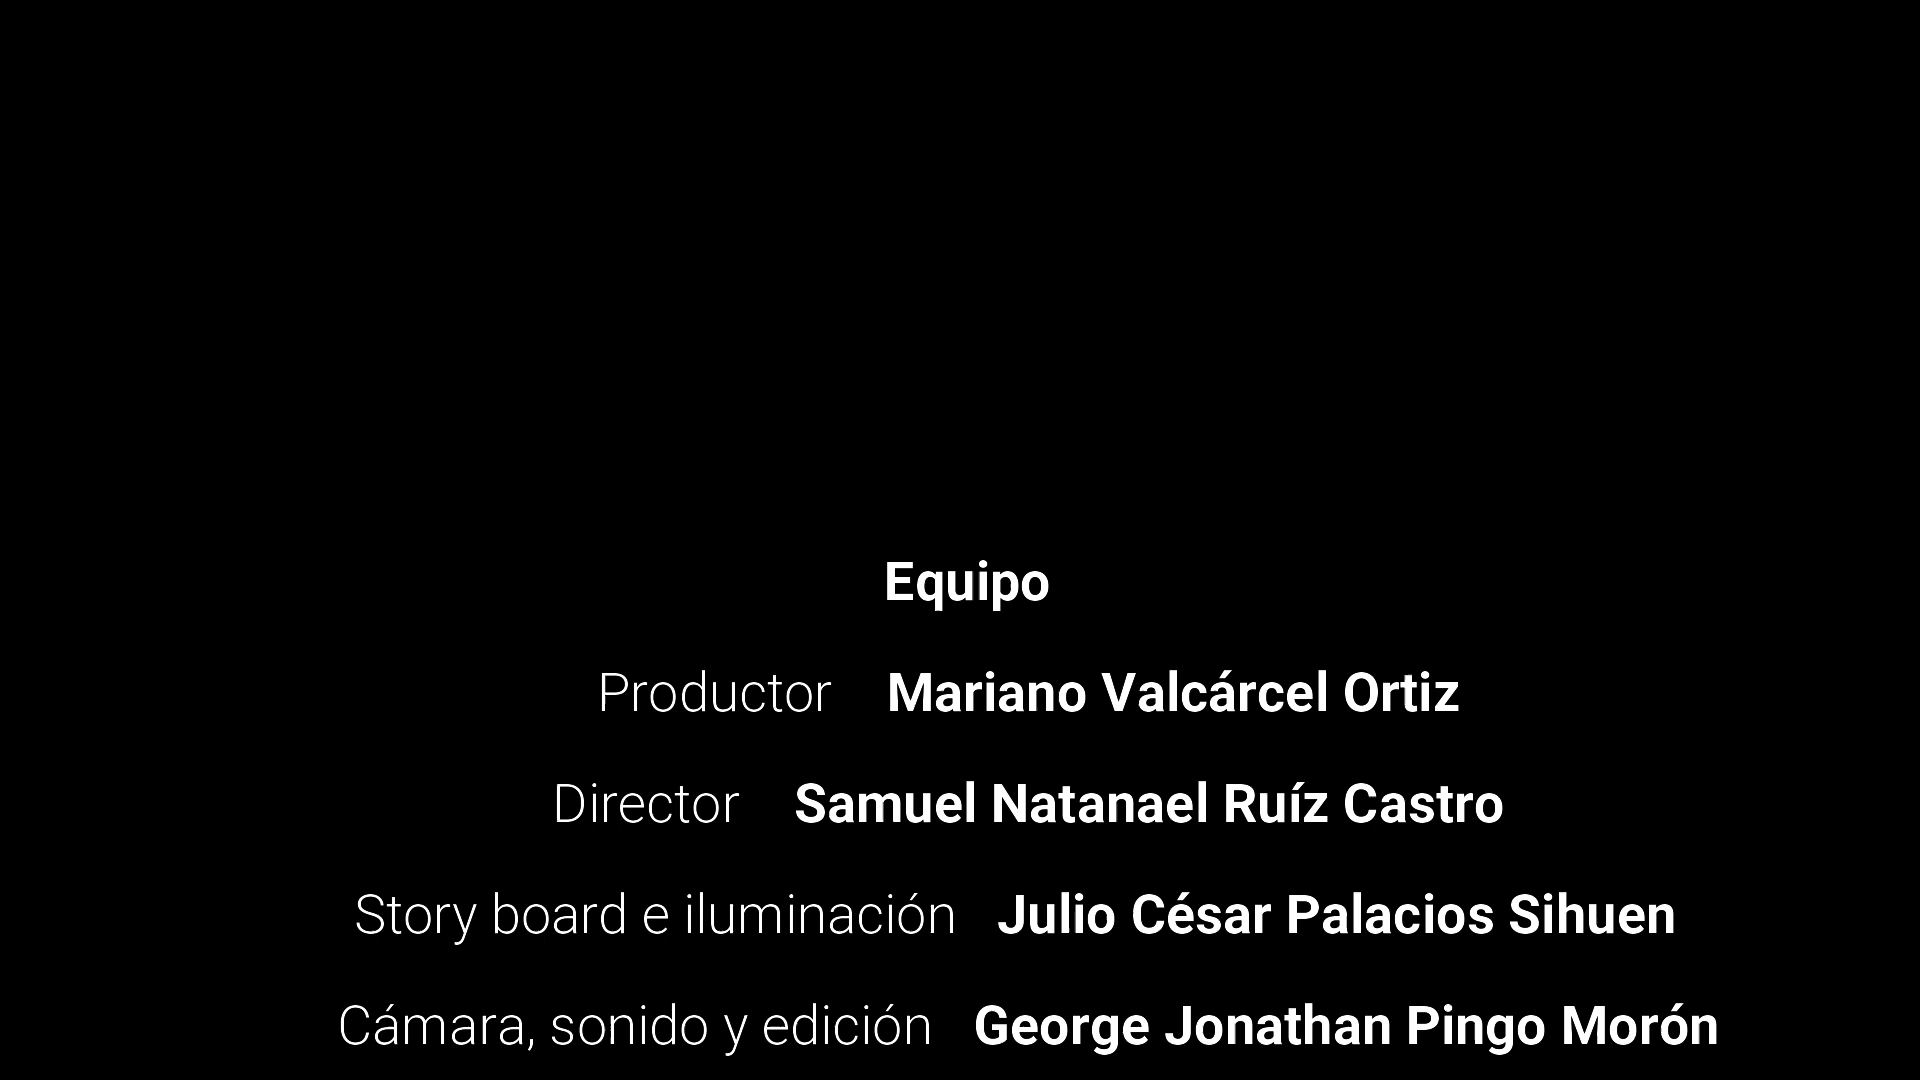 Equipo
Productor Mariano Valcárcel Ortiz
Director Samuel Natanael Ruíz Castro
Story board e iluminación Julio César Palacios Sihuen
Cámara, sonido y edición George Jonathan Pingo Morón